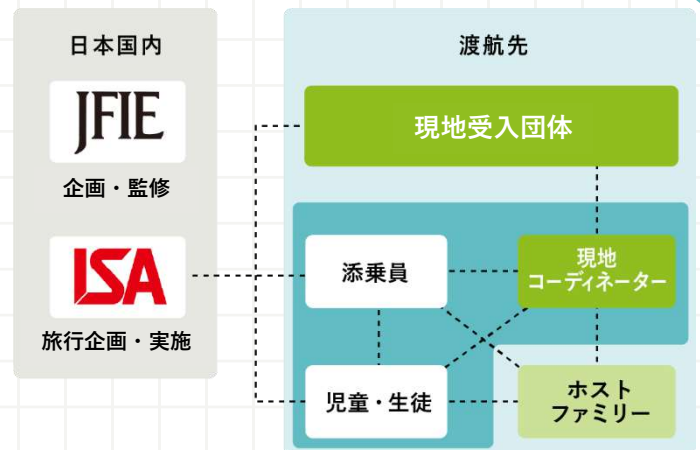 日本国内
JFIE
企画・監修
ISA
旅行企画・実施
渡航先
現地受入団体
添乗員
現地
コーディネーター
児童・生徒
ホスト
ファミリー